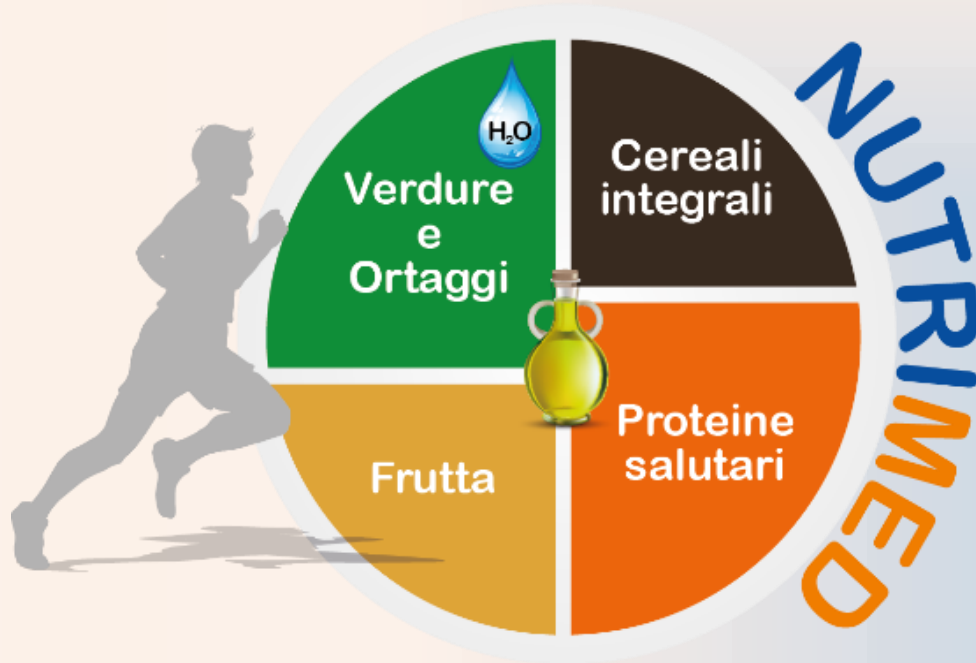 H₂O
Verdure
e
Ortaggi
Cereali
integrali
Frutta
Proteine
salutari
NUTRIMED